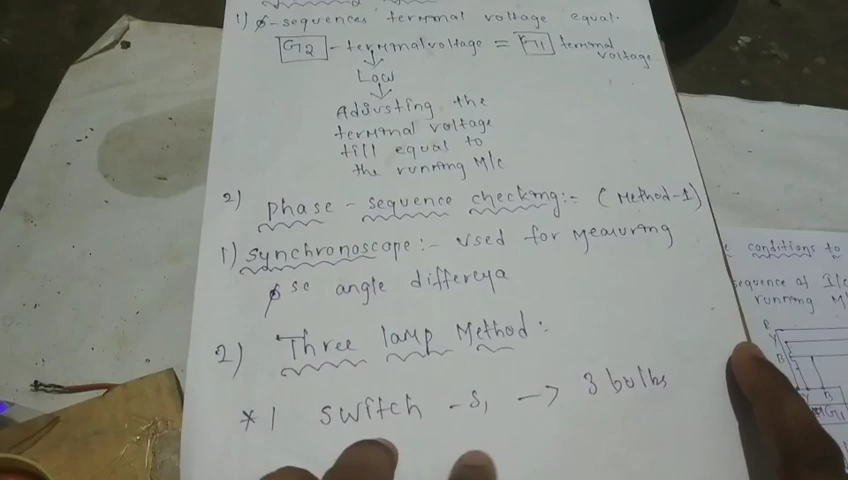 1) ϕ-sequences terminal voltage equal.
G2 - terminal voltage = G1 terminal voltage
Low
Adjusting the
terminal voltage
till equal to
the running M/c
2) phase - sequence checking:- (Method-1)
1) synchronoscope:- used for Measuring
ϕse angle
2) Three lamp Method:
*1 switch -S1 -> 3 bulbs
conditions to
sequence of I/c
running M/
R
Y
B
Y B
G1